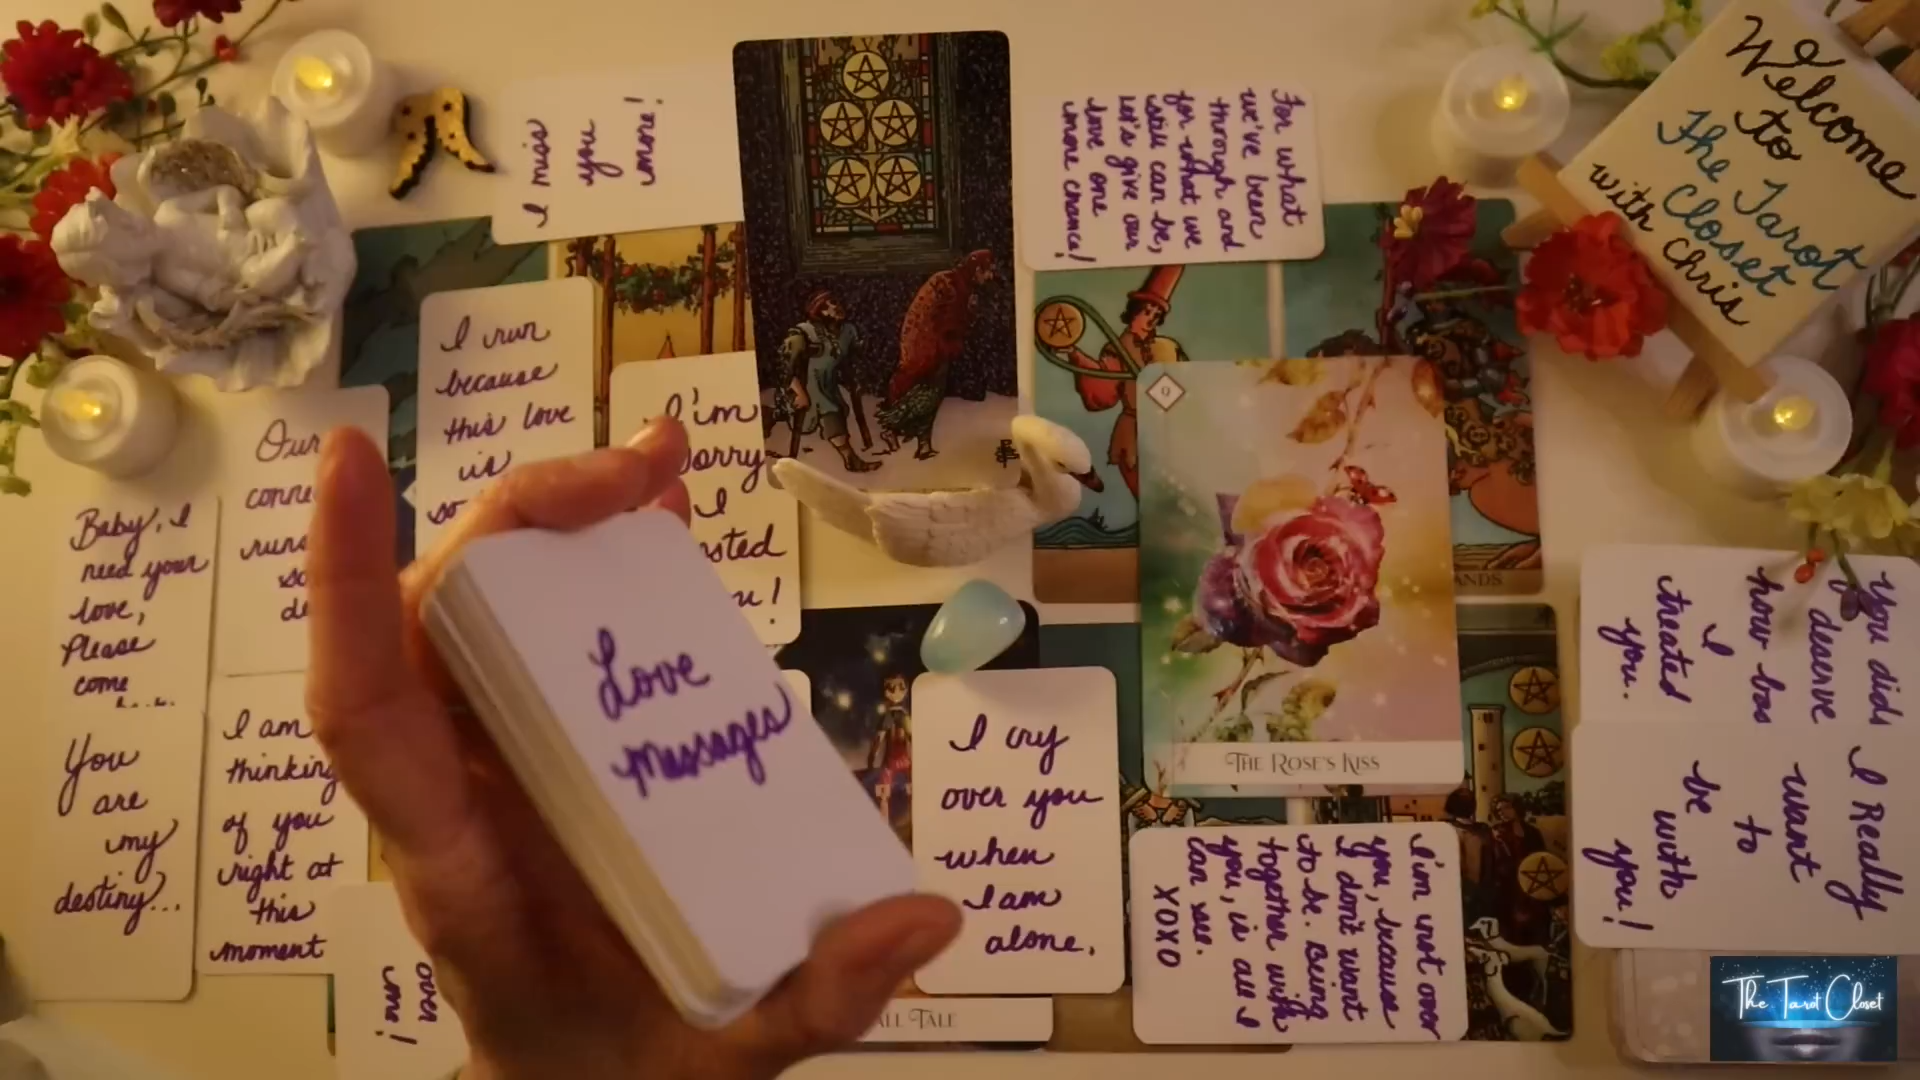 I miss
you
more!
For what
we've been
through and
for what we
still can be,
let's give our
love one
more chance!
Welcome
to
The Tarot
Closet
with Chris
I run
because
this love
is
I'm
Sorry
I
Our
Baby, I
need your
love,
Please
come
You
are
my
destiny...
I am
thinking
of you
right at
this
moment
over
me!
Love
Messages
I cry
over you
when
I am
alone.
9
THE ROSE'S KISS
I'm not over
you, because
I don't want
to be. Being
together with
you, is all I
can see.
XOXO
You didn
deserve
how bas
I
treated
you.
I Really
want
to
be
with
you!
TALL TALE
The Tarot Closet